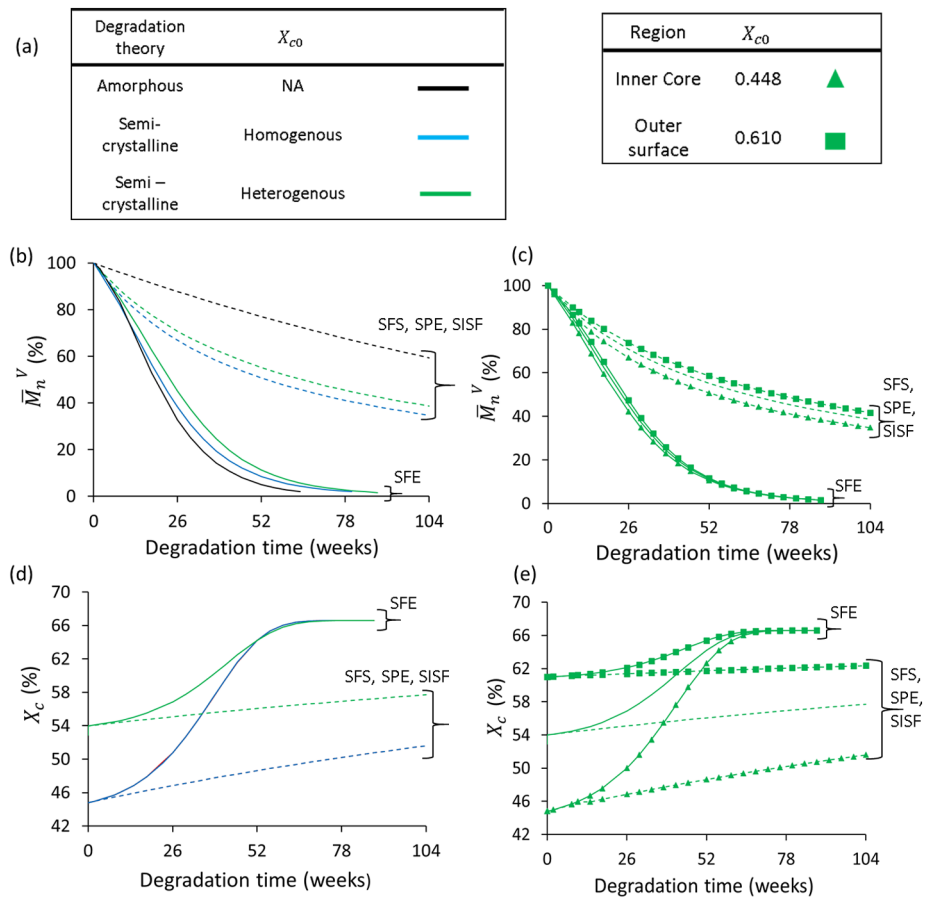 (a)
Degradation theory X_c0
Amorphous NA
Semi-
crystalline Homogenous
Semi –
crystalline Heterogenous
Region X_c0
Inner Core 0.448
Outer
surface 0.610
(b)
M̅_n^V (%)
100
80
60
40
20
0
SFS, SPE, SISF
SFE
0 26 52 78 104
Degradation time (weeks)
(c)
M̅_n^V (%)
100
80
60
40
20
0
SFS,
SPE,
SISF
SFE
0 26 52 78 104
Degradation time (weeks)
(d)
X_c (%)
70
66
62
58
54
50
46
42
SFE
SFS, SPE, SISF
0 26 52 78 104
Degradation time (weeks)
(e)
X_c (%)
70
66
62
58
54
50
46
42
SFE
SFS,
SPE,
SISF
0 26 52 78 104
Degradation time (weeks)